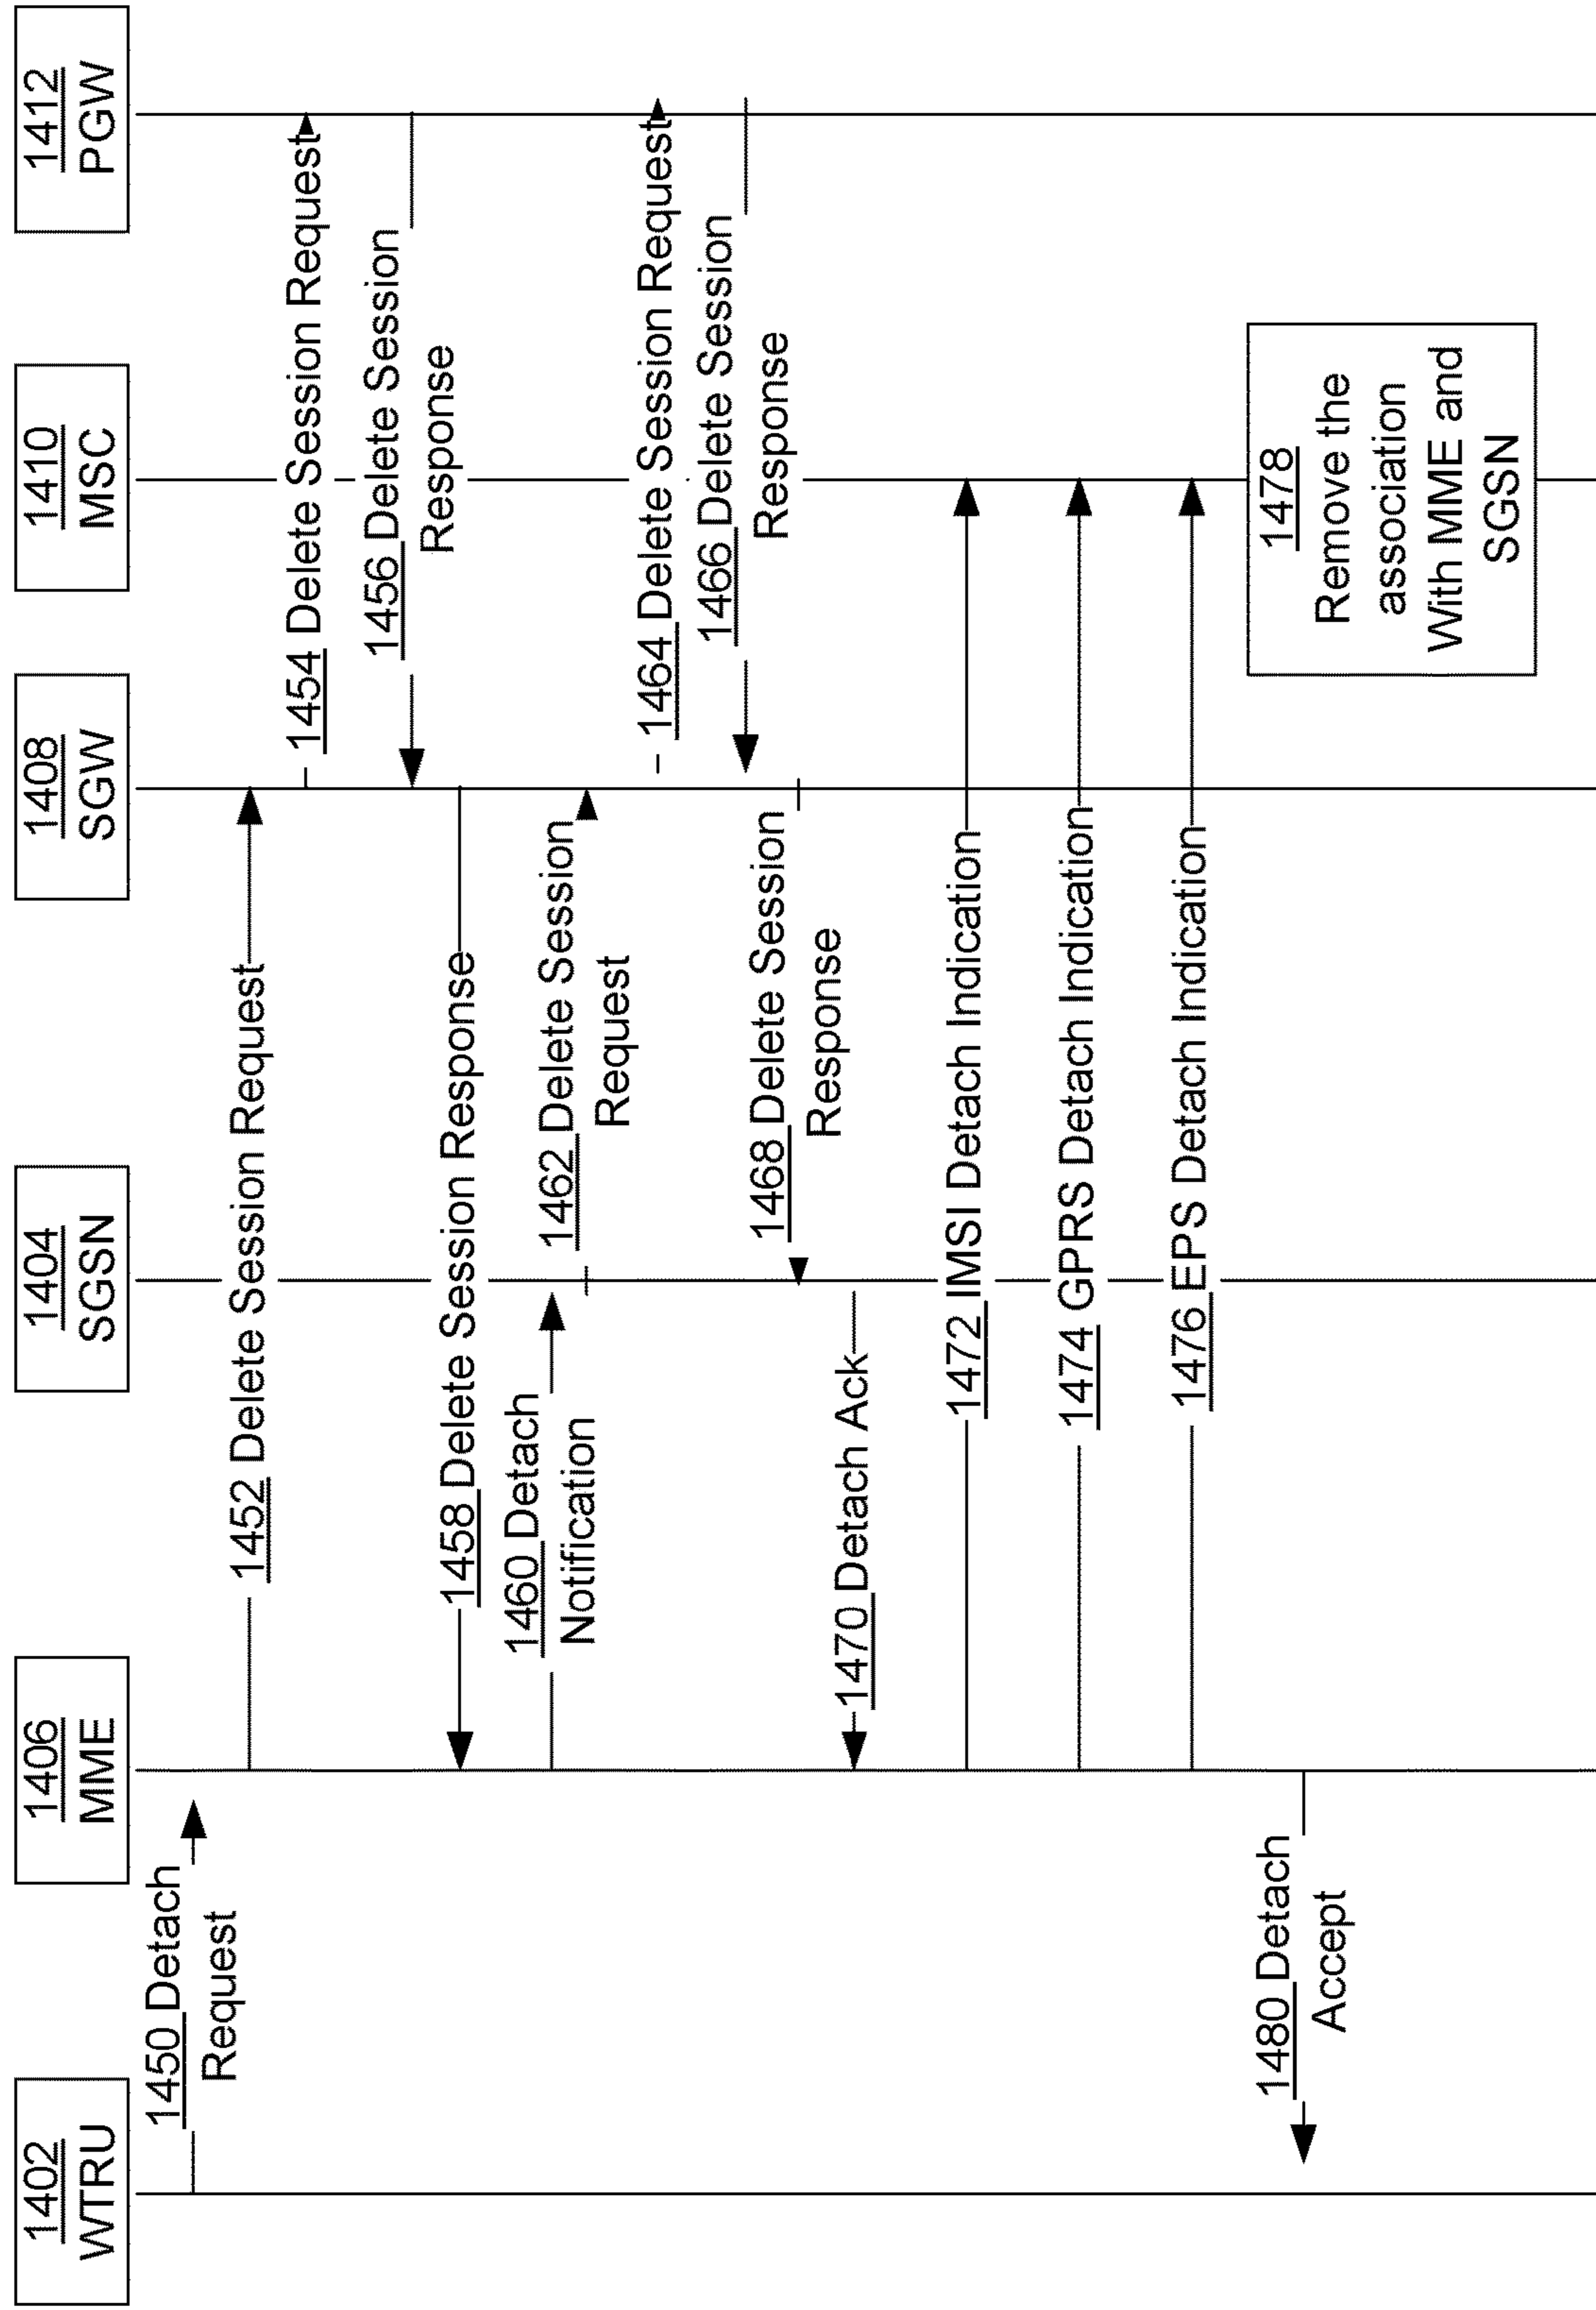 1402
WTRU
1406
MME
1404
SGSN
1408
SGW
1410
MSC
1412
PGW
1450 Detach
Request
1452 Delete Session Request
1454 Delete Session Request
1456 Delete Session
Response
1458 Delete Session Response
1460 Detach
Notification
1462 Delete Session
Request
1464 Delete Session Request
1466 Delete Session
Response
1468 Delete Session
Response
1470 Detach Ack
1472 IMSI Detach Indication
1474 GPRS Detach Indication
1476 EPS Detach Indication
1478
Remove the
association
With MME and
SGSN
1480 Detach
Accept